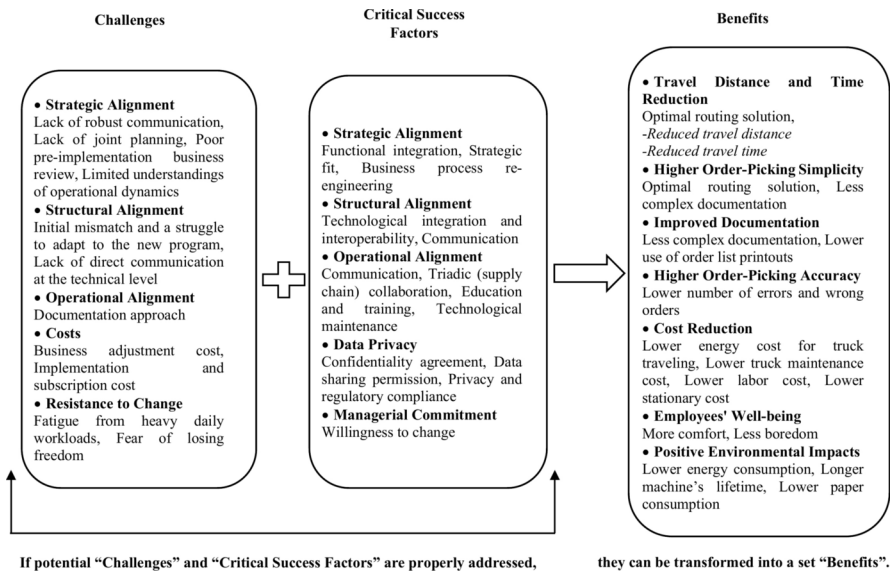 Challenges
Critical Success
Factors
Benefits
• Strategic Alignment
Lack of robust communication,
Lack of joint planning, Poor
pre-implementation business
review, Limited understandings
of operational dynamics
• Structural Alignment
Initial mismatch and a struggle
to adapt to the new program,
Lack of direct communication
at the technical level
• Operational Alignment
Documentation approach
• Costs
Business adjustment cost,
Implementation and
subscription cost
• Resistance to Change
Fatigue from heavy daily
workloads, Fear of losing
freedom
• Strategic Alignment
Functional integration, Strategic
fit, Business process re-
engineering
• Structural Alignment
Technological integration and
interoperability, Communication
• Operational Alignment
Communication, Triadic (supply
chain) collaboration, Education
and training, Technological
maintenance
• Data Privacy
Confidentiality agreement, Data
sharing permission, Privacy and
regulatory compliance
• Managerial Commitment
Willingness to change
• Travel Distance and Time
Reduction
Optimal routing solution,
-Reduced travel distance
-Reduced travel time
• Higher Order-Picking Simplicity
Optimal routing solution, Less
complex documentation
• Improved Documentation
Less complex documentation, Lower
use of order list printouts
• Higher Order-Picking Accuracy
Lower number of errors and wrong
orders
• Cost Reduction
Lower energy cost for truck
traveling, Lower truck maintenance
cost, Lower labor cost, Lower
stationary cost
• Employees' Well-being
More comfort, Less boredom
• Positive Environmental Impacts
Lower energy consumption, Longer
machine's lifetime, Lower paper
consumption
If potential “Challenges” and “Critical Success Factors” are properly addressed,
they can be transformed into a set “Benefits”.